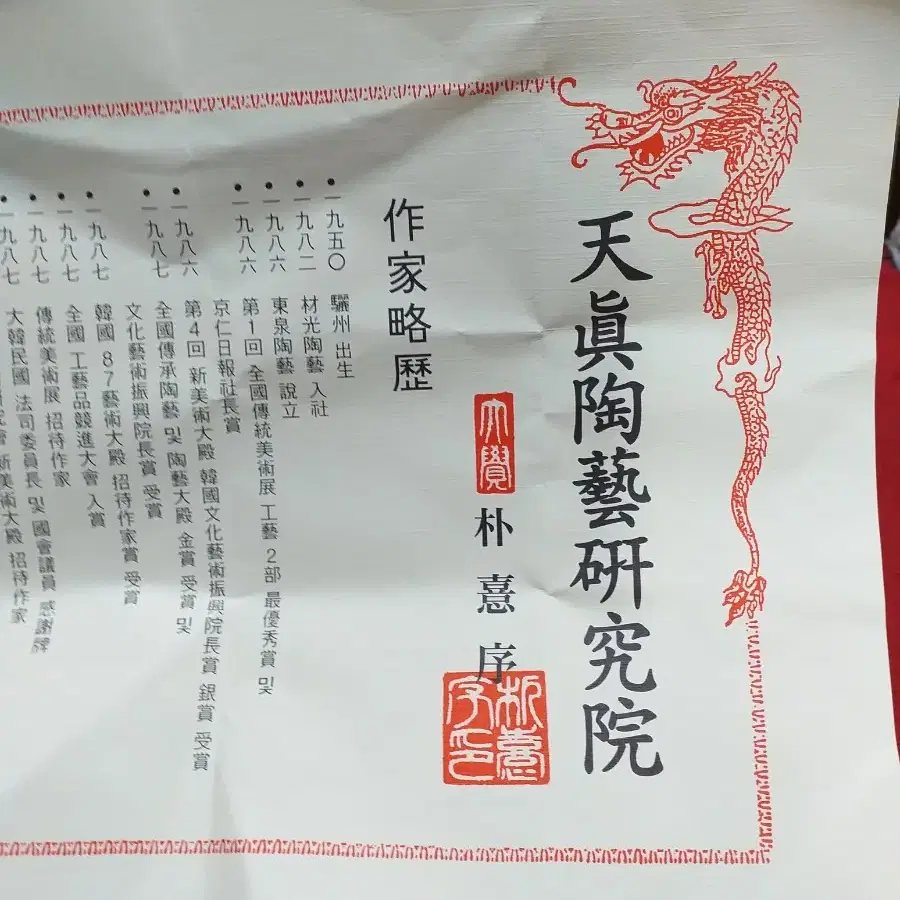 天眞陶藝硏究院
大覺
朴憙序
朴憙序印
作家略歷
• 一九五〇 驪州 出生
• 一九八二 材光陶藝 入社
• 一九八六 東泉陶藝 說立
• 一九八六 第1回 全國傳統美術展 工藝 2部 最優秀賞 및
京仁日報社長賞
• 一九八六 第4回 新美術大殿 韓國文化藝術振興院長賞 銀賞 受賞
• 一九八七 全國傳承陶藝 및 陶藝大殿 金賞 受賞 및
文化藝術振興院長賞 受賞
• 一九八七 韓國 87藝術大殿 招待作家賞 受賞
• 一九八七 全國 工藝品競進大會 入賞
• 一九八七 傳統美術展 招待作家
• 一九八七 大韓民國 法司委員長 및 國會議員 感謝牌
新美術大殿 招待作家